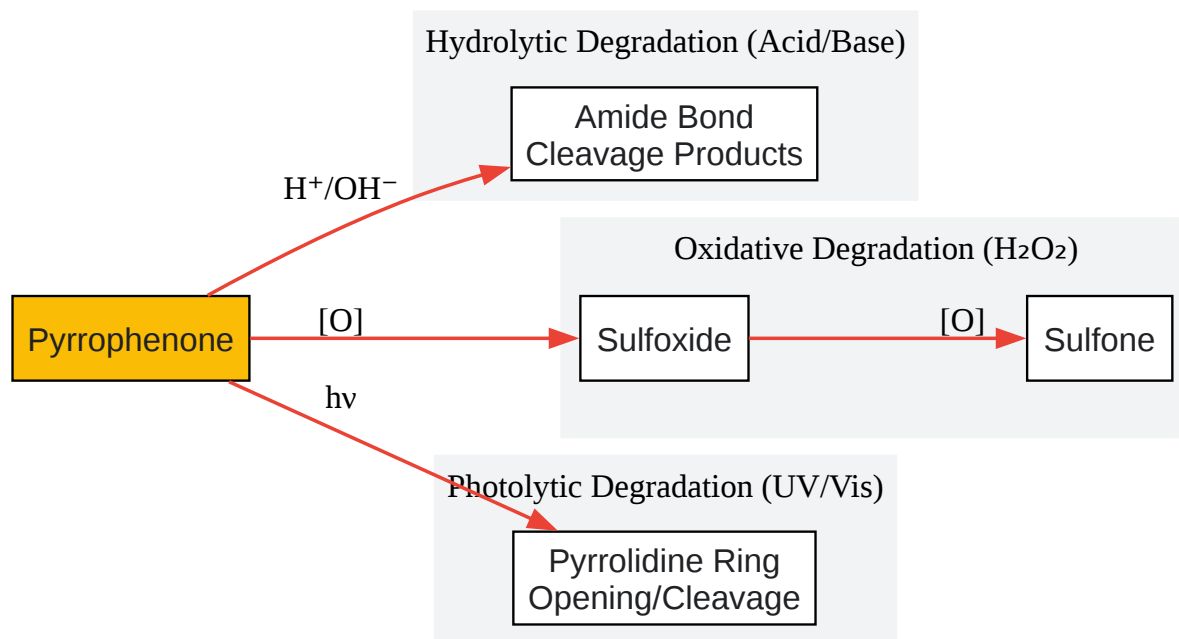 Hydrolytic Degradation (Acid/Base)
Amide Bond
Cleavage Products
H⁺/OH⁻
Oxidative Degradation (H₂O₂)
Pyrrophenone
[O]
Sulfoxide
[O]
Sulfone
hν
Photolytic Degradation (UV/Vis)
Pyrrolidine Ring
Opening/Cleavage